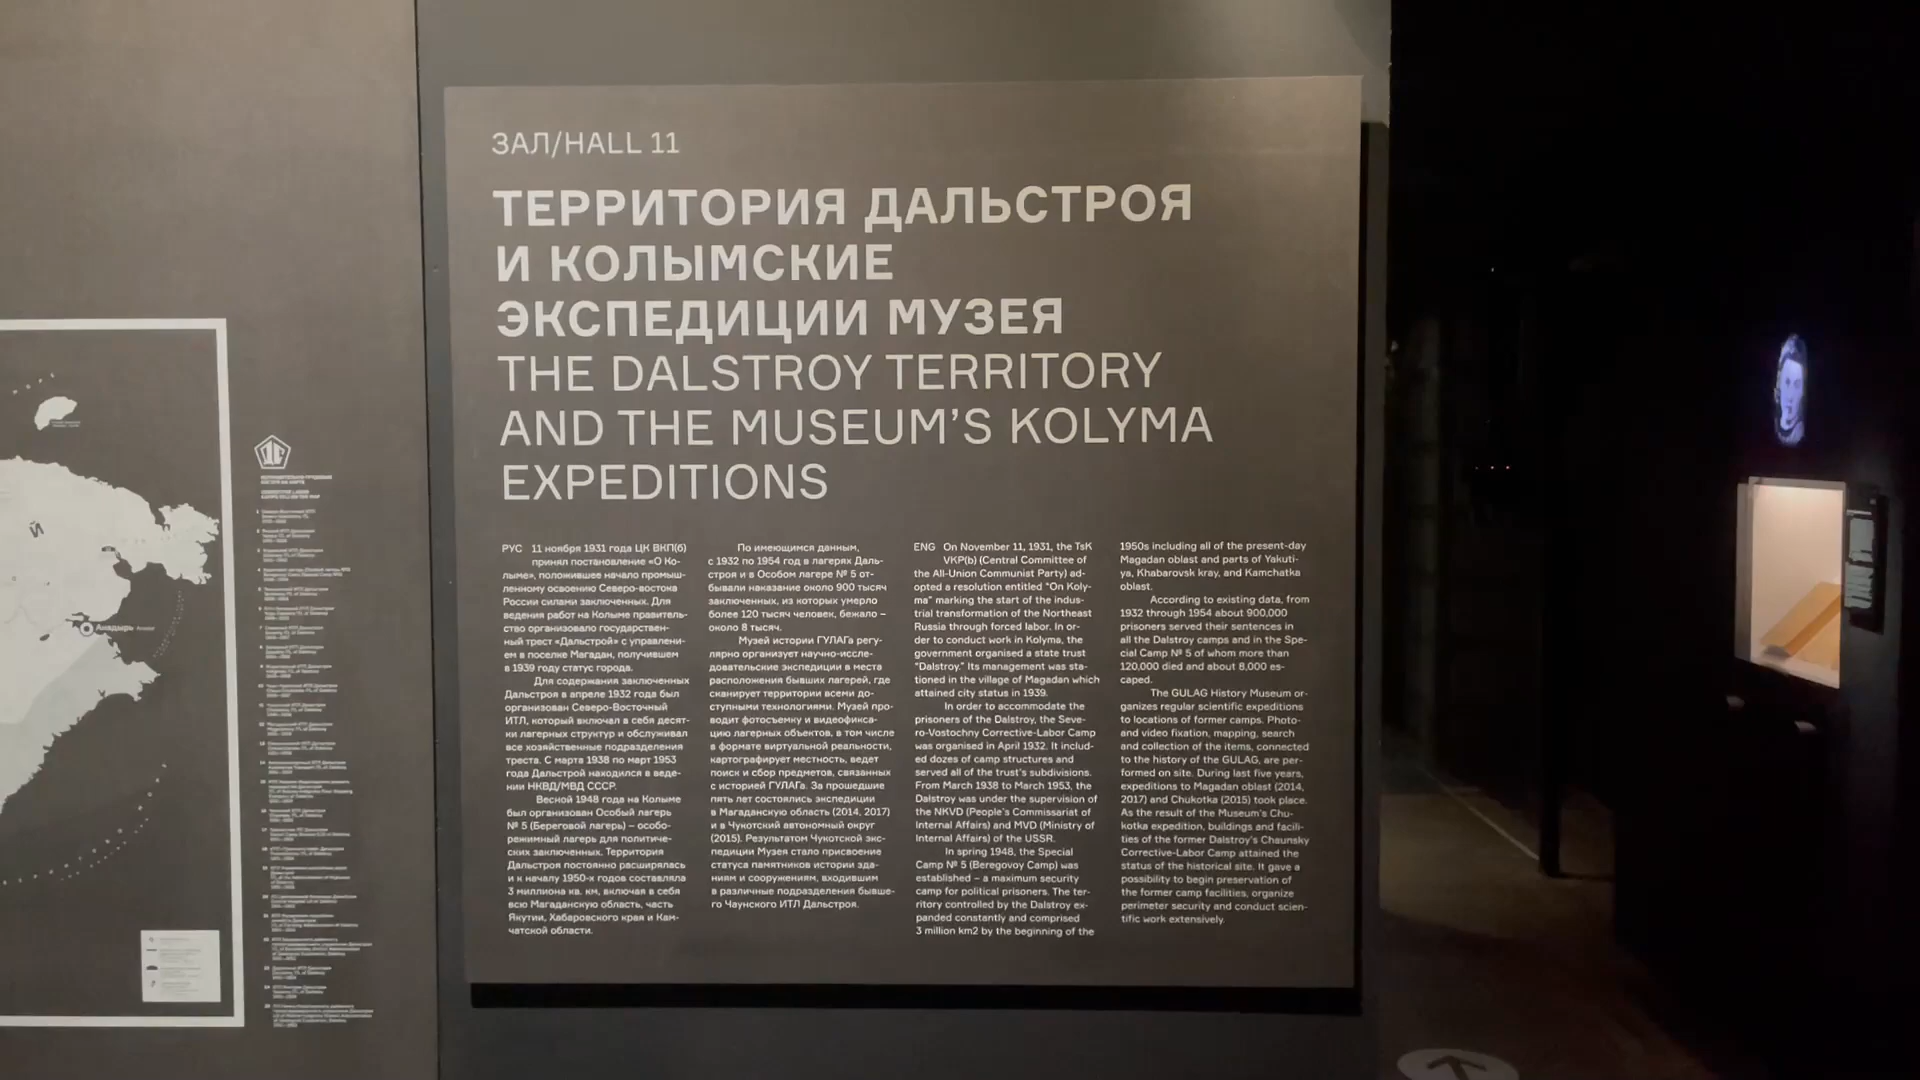 ЗАЛ/HALL 11
ТЕРРИТОРИЯ ДАЛЬСТРОЯ
И КОЛЫМСКИЕ
ЭКСПЕДИЦИИ МУЗЕЯ
THE DALSTROY TERRITORY
AND THE MUSEUM'S KOLYMA
EXPEDITIONS
РУС 11 ноября 1931 года ЦК ВКП(б)
принял постановление «О Ко-
лыме», положившее начало промыш-
ленному освоению Северо-востока
России силами заключенных. Для
ведения работ на Колыме правитель-
ство организовало государствен-
ный трест «Дальстрой» с управлени-
ем в поселке Магадан, получившем
в 1939 году статус города.
Для содержания заключенных
Дальстроя в апреле 1932 года был
организован Северо-Восточный
ИТЛ, который включал в себя десят-
ки лагерных структур и обслуживал
все хозяйственные подразделения
треста. С марта 1938 по март 1953
года Дальстрой находился в веде-
нии НКВД/МВД СССР.
Весной 1948 года на Колыме
был организован Особый лагерь
№ 5 (Береговой лагерь) – особо-
режимный лагерь для политиче-
ских заключенных. Территория
Дальстроя постоянно расширялась
и к началу 1950-х годов составляла
3 миллиона кв. км, включая в себя
всю Магаданскую область, часть
Якутии, Хабаровского края и Кам-
чатской области.
По имеющимся данным,
с 1932 по 1954 год в лагерях Даль-
строя и в Особом лагере № 5 от-
бывали наказание около 900 тысяч
заключенных, из которых умерло
более 120 тысяч человек, бежало –
около 8 тысяч.
Музей истории ГУЛАГа регу-
лярно организует научно-иссле-
довательские экспедиции в места
расположения бывших лагерей, где
сканирует территории всеми до-
ступными технологиями. Музей про-
водит фотосъемку и видеофикса-
цию лагерных объектов, в том числе
в формате виртуальной реальности,
картографирует местность, ведет
поиск и сбор предметов, связанных
с историей ГУЛАГа. За прошедшие
пять лет состоялись экспедиции
в Магаданскую область (2014, 2017)
и в Чукотский автономный округ
(2015). Результатом Чукотской экс-
педиции Музея стало присвоение
статуса памятников истории зда-
ниям и сооружениям, входившим
в различные подразделения бывше-
го Чаунского ИТЛ Дальстроя.
ENG On November 11, 1931, the TsK
VKP(b) (Central Committee of
the All-Union Communist Party) ad-
opted a resolution entitled "On Koly-
ma" marking the start of the indus-
trial transformation of the Northeast
Russia through forced labor. In or-
der to conduct work in Kolyma, the
government organised a state trust
"Dalstroy." Its management was sta-
tioned in the village of Magadan which
attained city status in 1939.
In order to accommodate the
prisoners of the Dalstroy, the Seve-
ro-Vostochny Corrective-Labor Camp
was organised in April 1932. It includ-
ed dozes of camp structures and
served all of the trust's subdivisions.
From March 1938 to March 1953, the
Dalstroy was under the supervision of
the NKVD (People's Commissariat of
Internal Affairs) and MVD (Ministry of
Internal Affairs) of the USSR.
In spring 1948, the Special
Camp № 5 (Beregovoy Camp) was
established – a maximum security
camp for political prisoners. The ter-
ritory controlled by the Dalstroy ex-
panded constantly and comprised
3 million km2 by the beginning of the
1950s including all of the present-day
Magadan oblast and parts of Yakuti-
ya, Khabarovsk kray, and Kamchatka
oblast.
According to existing data, from
1932 through 1954 about 900,000
prisoners served their sentences in
all the Dalstroy camps and in the Spe-
cial Camp № 5 of whom more than
120,000 died and about 8,000 es-
caped.
The GULAG History Museum or-
ganizes regular scientific expeditions
to locations of former camps. Photo-
and video fixation, mapping, search
and collection of the items, connected
to the history of the GULAG, are per-
formed on site. During last five years,
expeditions to Magadan oblast (2014,
2017) and Chukotka (2015) took place.
As the result of the Museum's Chu-
kotka expedition, buildings and facili-
ties of the former Dalstroy's Chaunsky
Corrective-Labor Camp attained the
status of the historical site. It gave a
possibility to begin preservation of
the former camp facilities, organize
perimeter security and conduct scien-
tific work extensively.
Анадырь